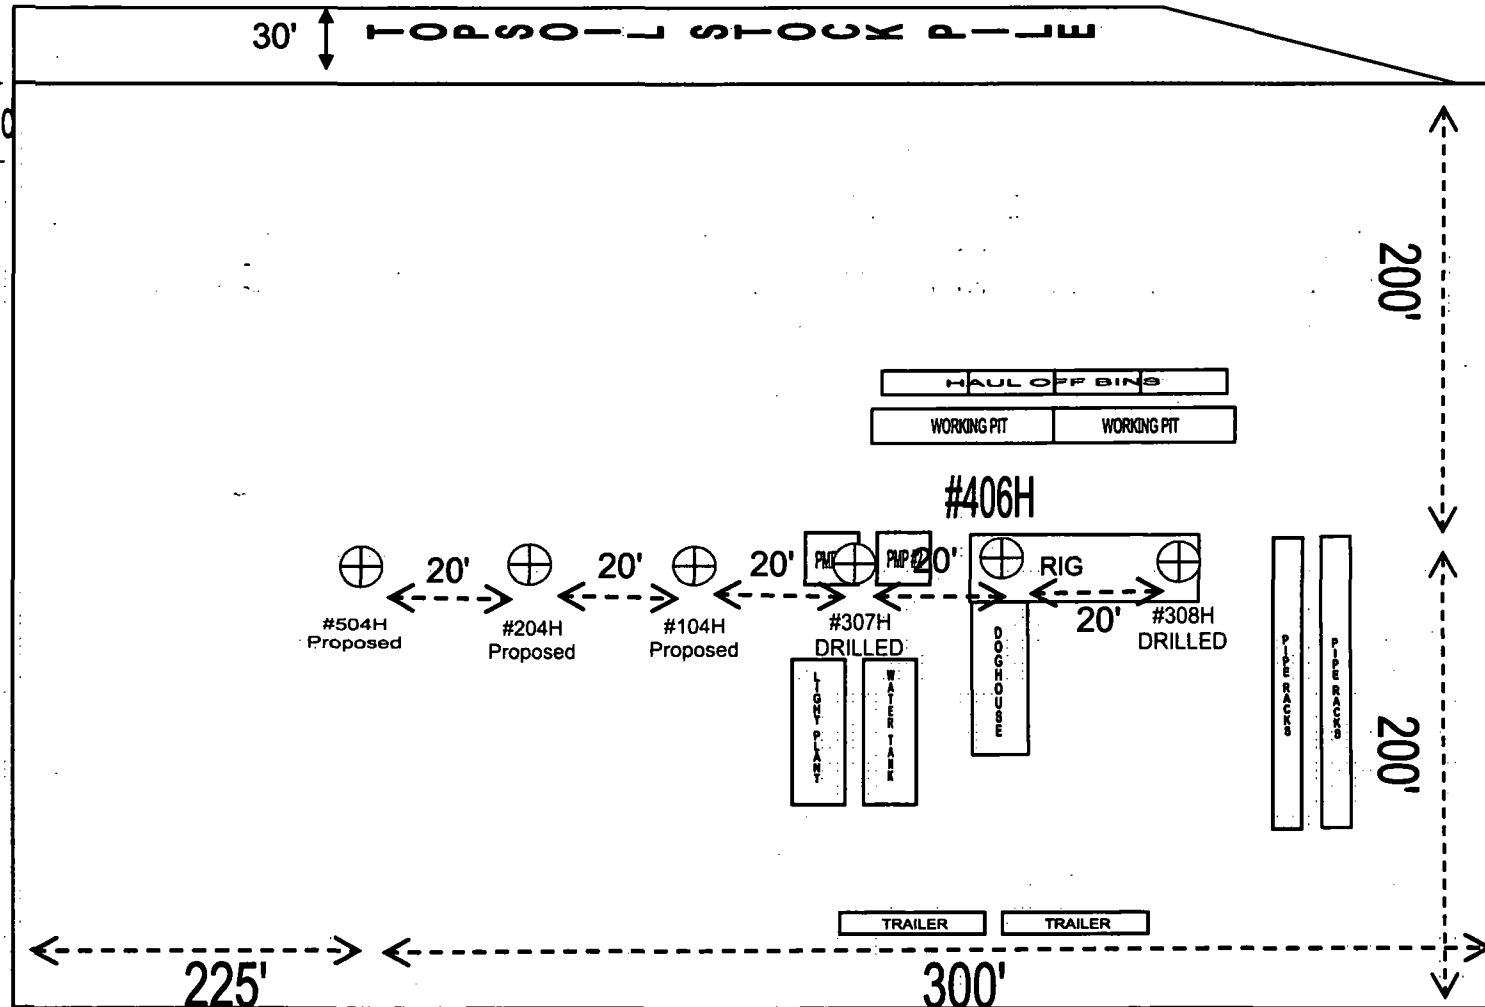 30'
TOPSOIL STOCK PILE
0
200'
HAUL OFF BINS
WORKING PIT
WORKING PIT
#406H
PMP
PMP #2
20'
20'
20'
20'
RIG
20'
#504H
Proposed
#204H
Proposed
#104H
Proposed
#307H
DRILLED
#308H
DRILLED
LIGHT PLANT
WATER TANK
DOGHOUSE
PIPE RACKS
PIPE RACKS
200'
TRAILER
TRAILER
225'
300'